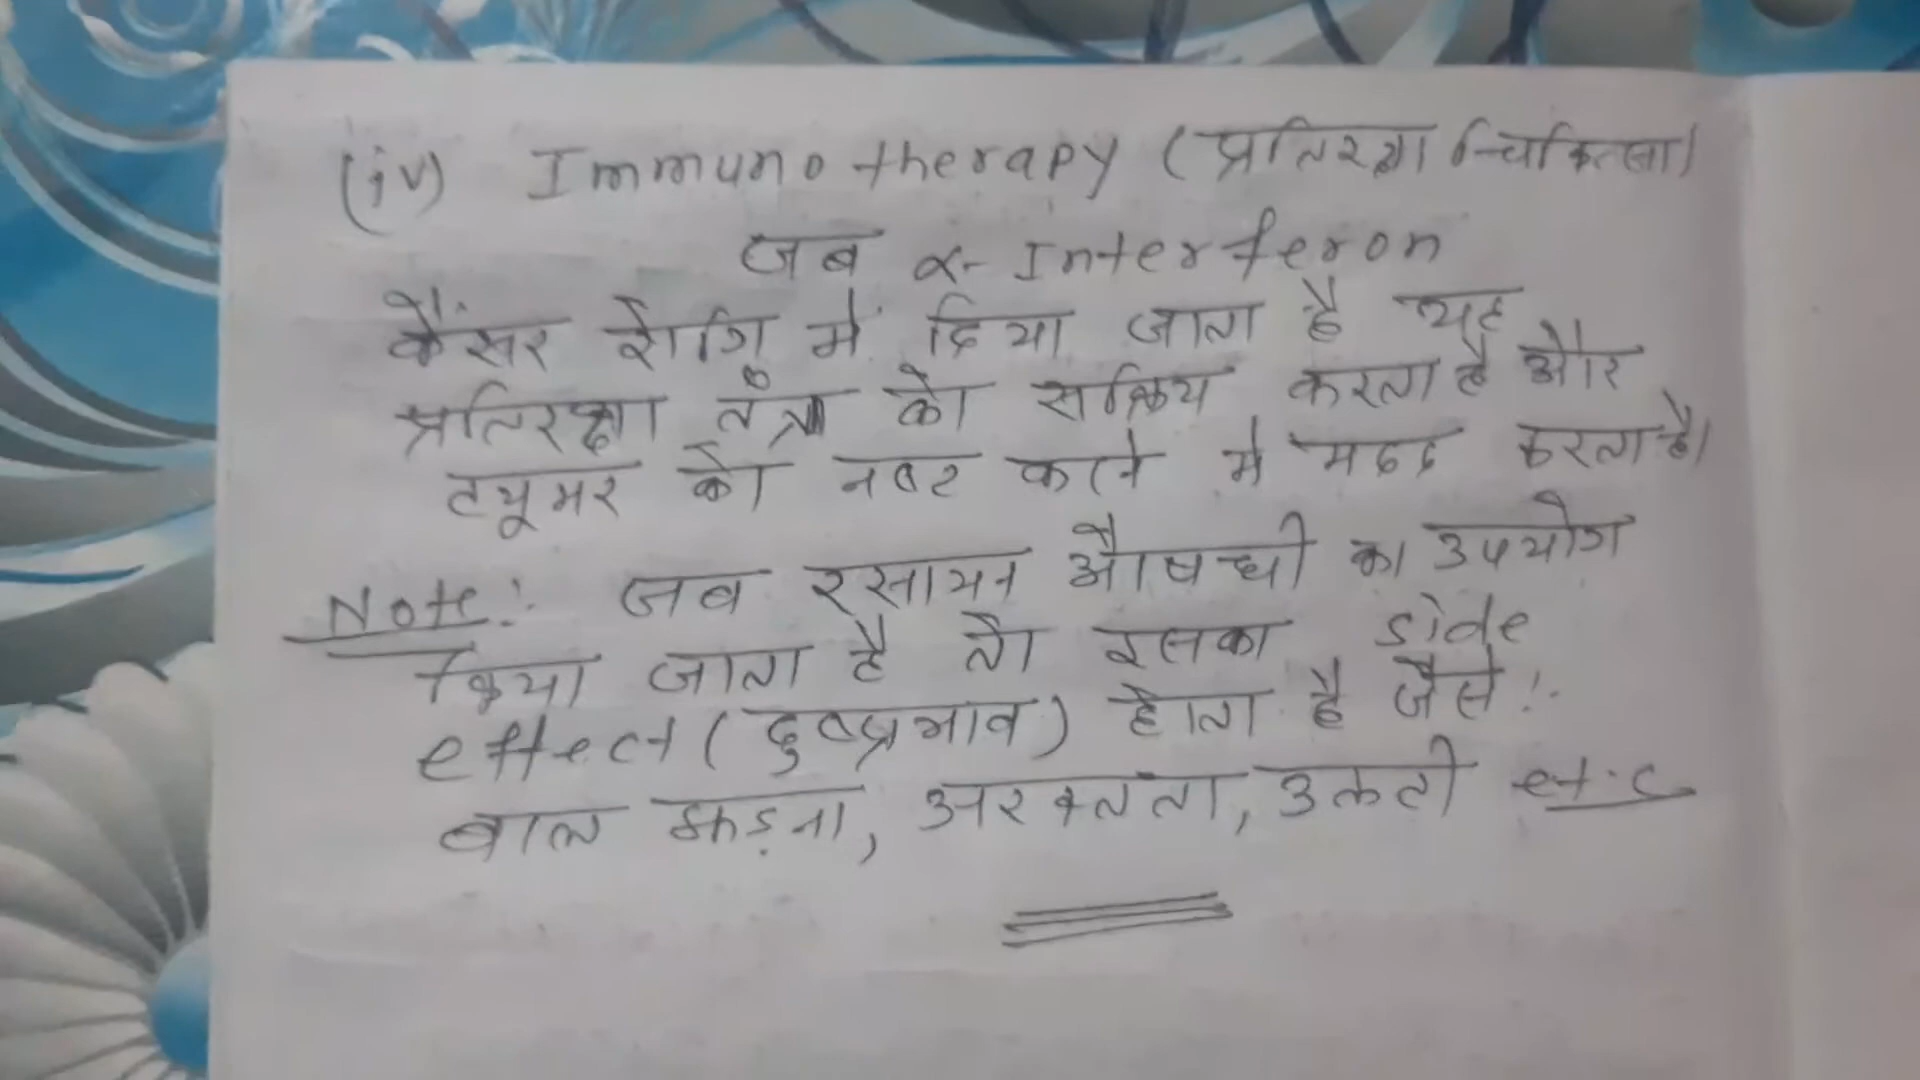 (iv) Immunotherapy (प्रतिरक्षा चिकित्सा)
जब α- Interferon
कैंसर रोगि में दिया जाता है यह
प्रतिरक्षा तंत्र को सक्रिय करता है और
ट्यूमर को नष्ट करने में मदद करता है।
Note:- जब रसायन औषधी का उपयोग
किया जाता है तो इसका side
effect (दुष्प्रभाव) होता है जैसे:-
बाल झड़ना, अरक्तता, उल्टी etc